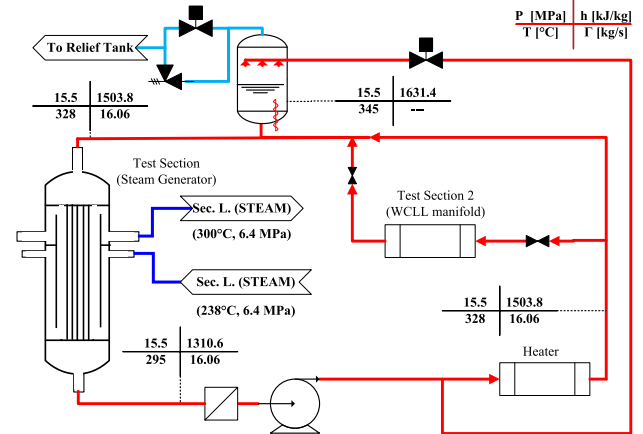 P [MPa] h [kJ/kg]
T [°C] Γ [kg/s]
To Relief Tank
15.5 1503.8
328 16.06
15.5 1631.4
345 ---
Test Section
(Steam Generator)
Sec. L. (STEAM)
(300°C, 6.4 MPa)
Test Section 2
(WCLL manifold)
Sec. L. (STEAM)
(238°C, 6.4 MPa)
15.5 1503.8
328 16.06
15.5 1310.6
295 16.06
Heater